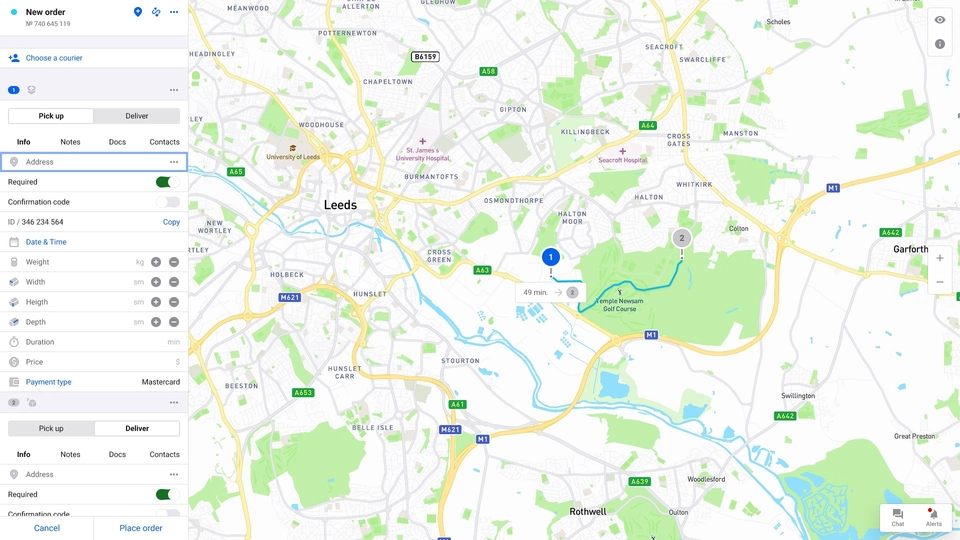 New order
№ 740 645 119
Choose a courier
1
Pick up
Deliver
Info
Notes
Docs
Contacts
Address
Required
Confirmation code
ID / 346 234 564
Copy
Date & Time
Weight
kg
Width
sm
Heigth
sm
Depth
sm
Duration
min
Price
$
Payment type
Mastercard
2
Pick up
Deliver
Info
Notes
Docs
Contacts
Address
Required
Confirmation code
Cancel
Place order
MEANWOOD
CHAPEL
ALLERTON
POTTERNEWTON
HEADINGLEY
B6159
A58
CHAPELTOWN
GIPTON
SEACROFT
SWARCLIFFE
Scholes
WOODHOUSE
University of Leeds
St. James's
University Hospital,
KILLINGBECK
Seacroft Hospital,
A64
CROSS
GATES
MANSTON
A65
BURMANTOFTS
OSMONDTHORPE
HALTON
MOOR
HALTON
WHITKIRK
M1
Leeds
NEW
WORTLEY
Colton
A642
Garforth
CROSS
GREEN
A63
1
2
49 min.
2
Temple Newsam
Golf Course
HOLBECK
M621
HUNSLET
M1
STOURTON
HUNSLET
CARR
BEESTON
A653
A61
BELLE ISLE
M621
M1
Swillington
A642
Great Preston
Woodlesford
A639
Rothwell
Oulton
Chat
Alerts